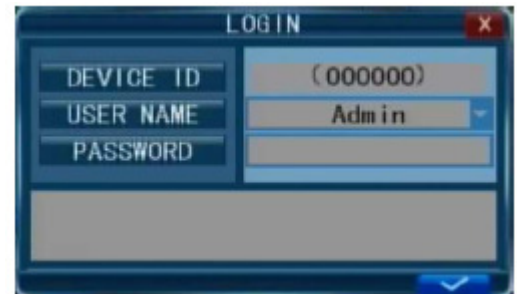 LOGIN
DEVICE ID (000000)
USER NAME Admin
PASSWORD